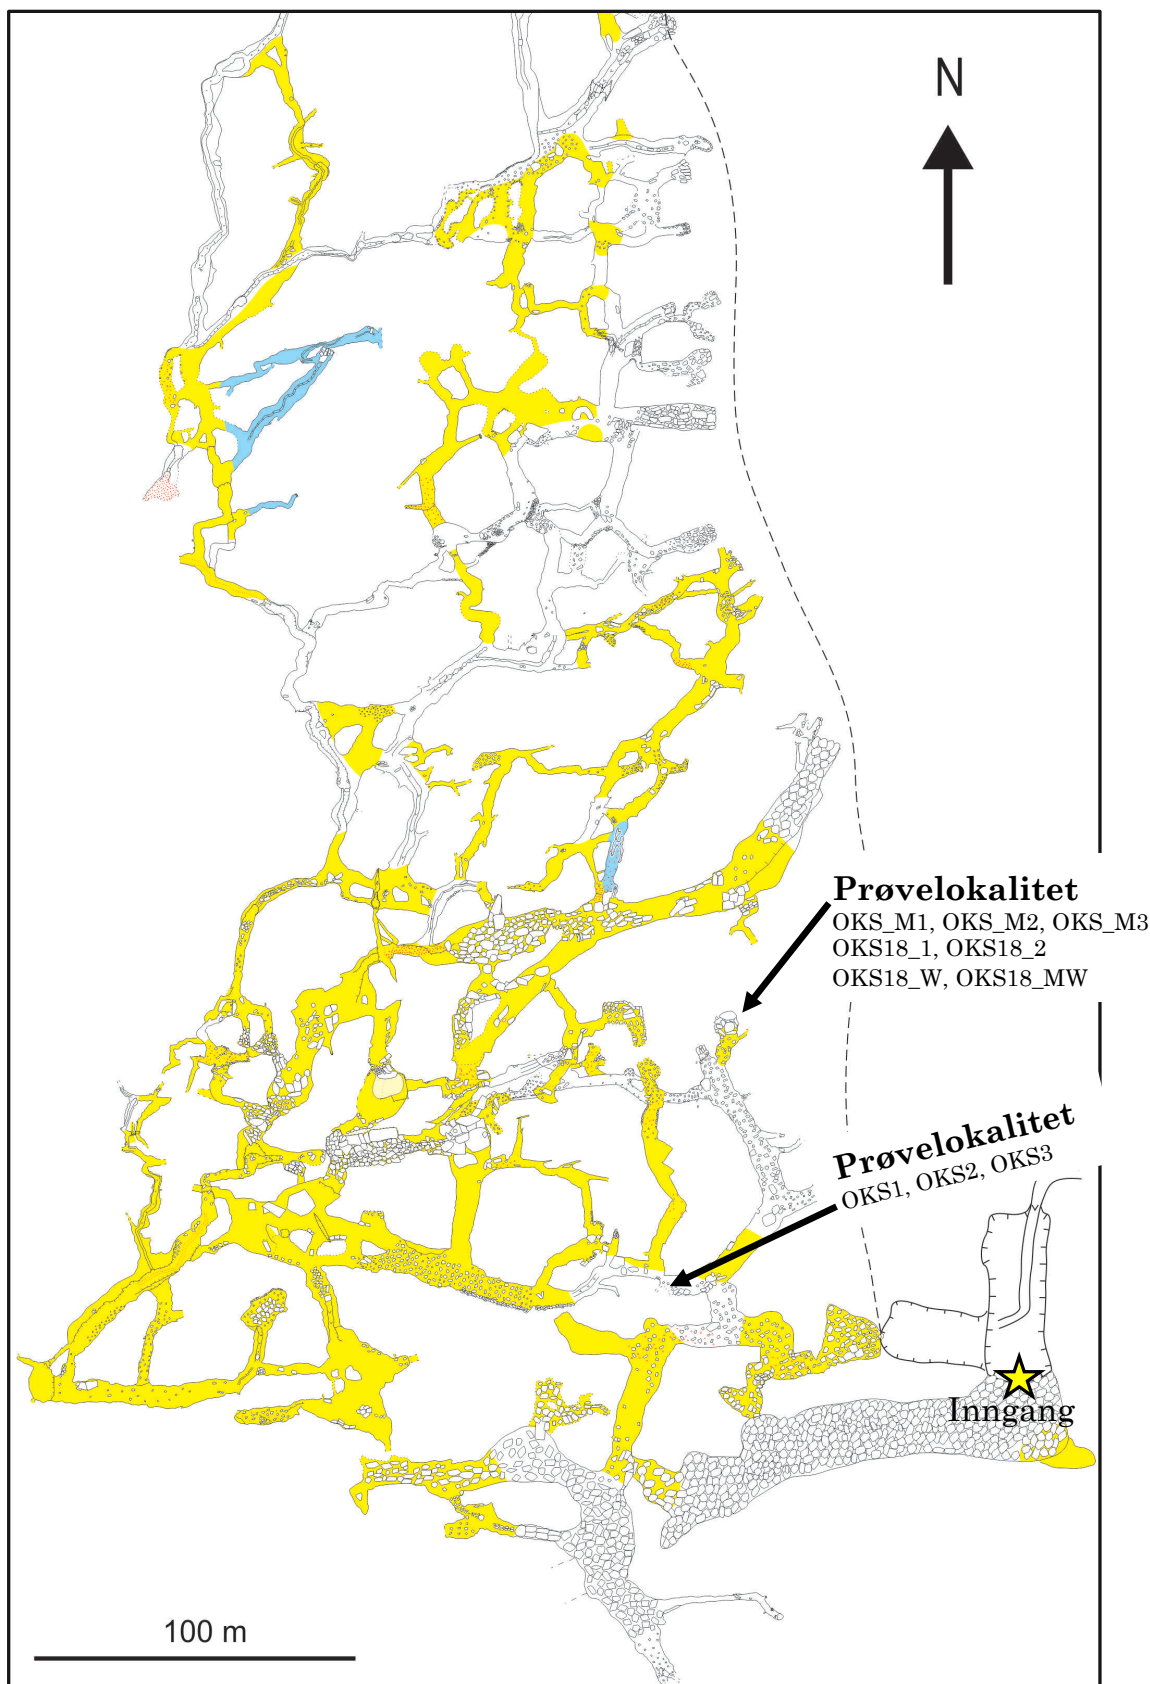 N
Prøvelokalitet
OKS_M1, OKS_M2, OKS_M3
OKS18_1, OKS18_2
OKS18_W, OKS18_MW
Prøvelokalitet
OKS1, OKS2, OKS3
Inngang
100 m